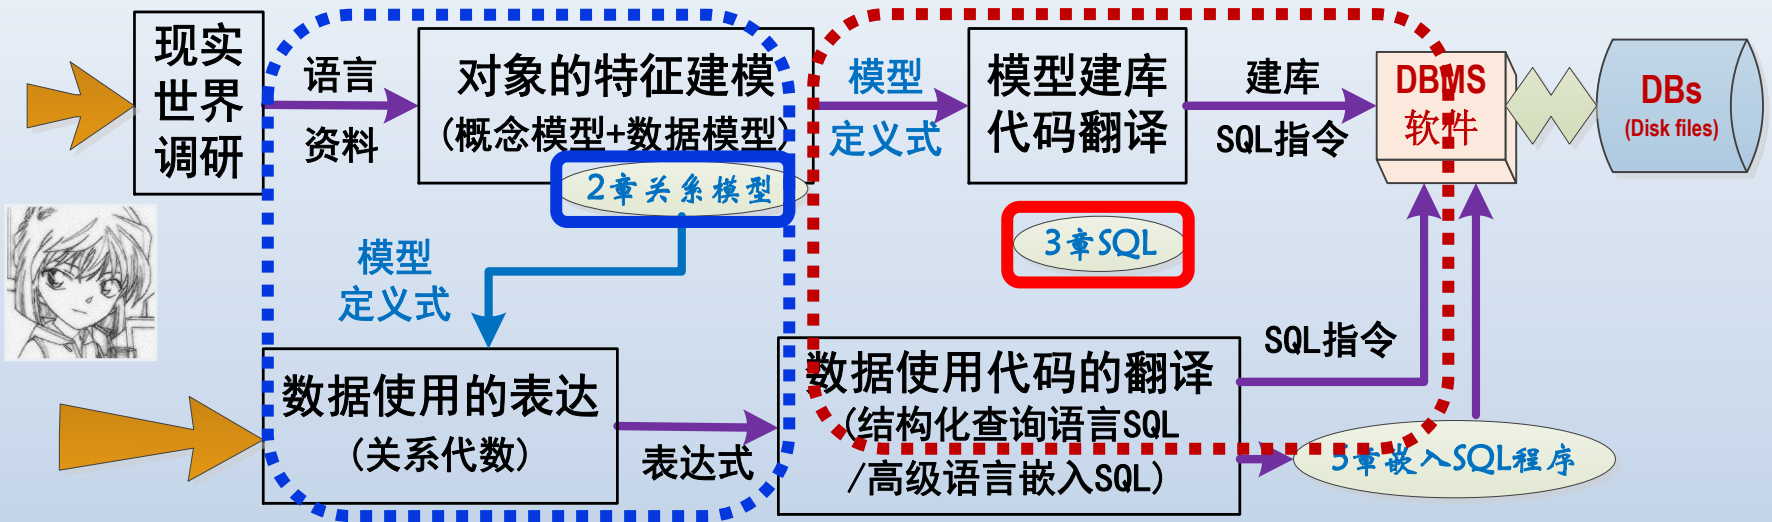 现实
世界
调研
语言
资料
对象的特征建模
(概念模型+数据模型)
2章关系模型
模型
定义式
模型建库
代码翻译
建库
SQL指令
DBMS
软件
DBs
(Disk files)
3章SQL
模型
定义式
数据使用的表达
(关系代数)
表达式
数据使用代码的翻译
(结构化查询语言SQL
/高级语言嵌入SQL)
SQL指令
5章嵌入SQL程序